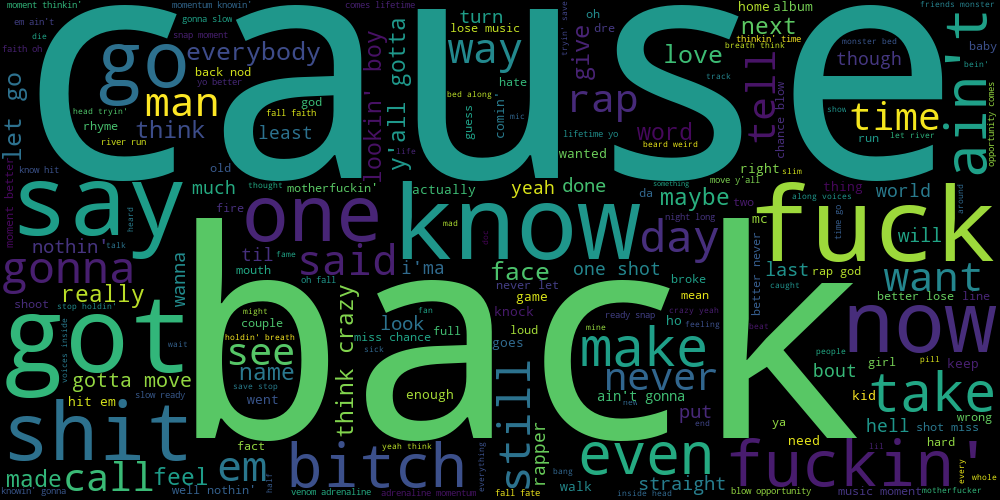 moment thinkin'
momentum knowin'
comes lifetime
oh
home album
friends monster
em ain't
gonna slow
turn
die
lose music
dre
next
save
faith oh
snap moment
tryin'
thinkin' time
breath think
monster bed
baby
cause
go
everybody
way
give
love
though
bein'
let go
back nod
yo better
lookin' boy
y'all gotta
hate
track
tell
ain't
man
god
bed along
rap
time
show
head tryin'
fall faith
guess
comin'
mic
chance blow
opportunity comes
rhyme
think
least
lifetime yo
word
run
let river
river run
life
wanted
beard weird
know hit
old
right
slim
say
much
thought
motherfuckin'
actually
yeah
done
something
move y'all
thing
world
around
moment better
heard
fire
one
know
da
maybe
two
along voices
fuck
mad
night long
mc
time go
will
nothin'
talk
til
fame
said
doc
day
gonna
mouth
oh fall
i'ma
face
one shot
broke
better never
last
rap god
want
wanna
never let
caught
really
shoot
back
fan
game
mean
better lose
line
got
stop holdin'
might
couple
look
knock
ready snap
crazy yeah
now
voices inside
holdin' breath
miss chance
full
loud
ho
feeling
beat
people
wait
see
sick
goes
mine
make
bout
girl
pill
keep
gotta move
name
think crazy
never
kid
take
slow ready
save stop
enough
ain't gonna
new
hit em
went
put
wrong
shit
still
end
ya
hell
shot miss
fact
yeah think
rapper
need
hard
bitch
even
fuckin'
lil
made
call
feel
em
everything
bang
straight
every
whole
knowin' gonna
well nothin'
half
walk
inside head
music moment
motherfucker
venom adrenaline
adrenaline momentum
fall fate
blow opportunity